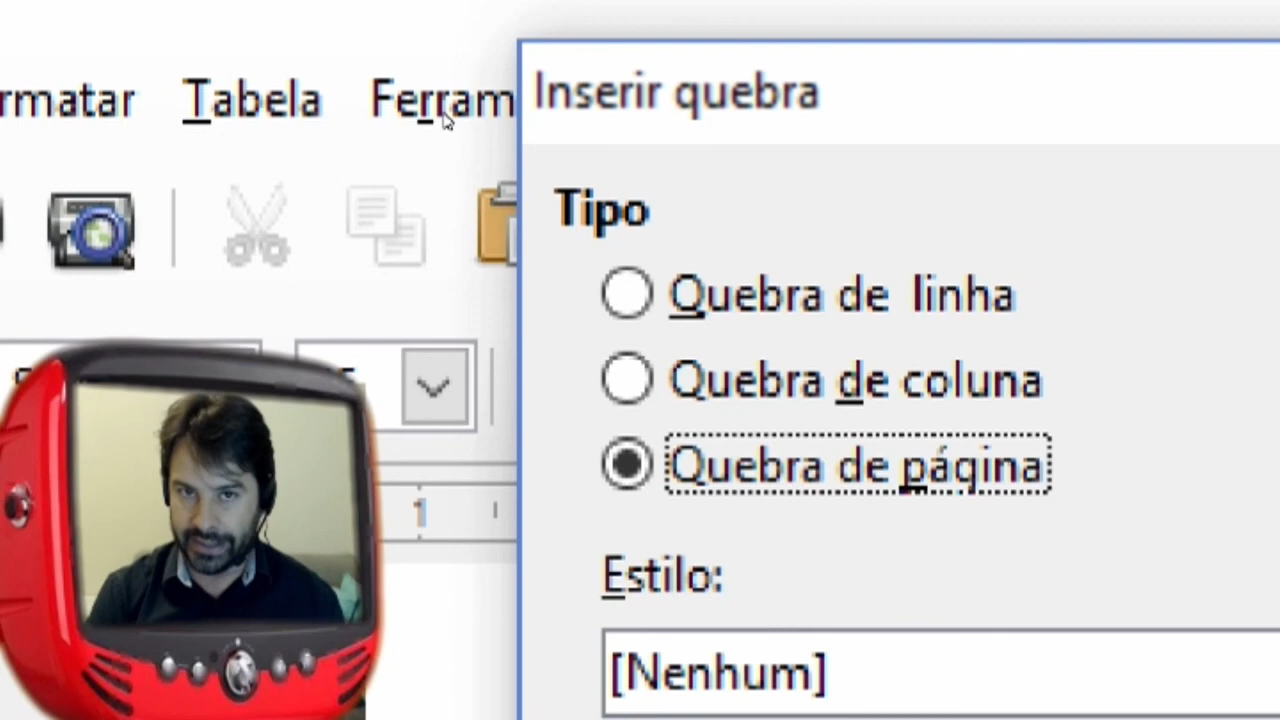 rmatar Tabela Ferram
Inserir quebra
Tipo
Quebra de linha
Quebra de coluna
Quebra de página
1
Estilo:
[Nenhum]